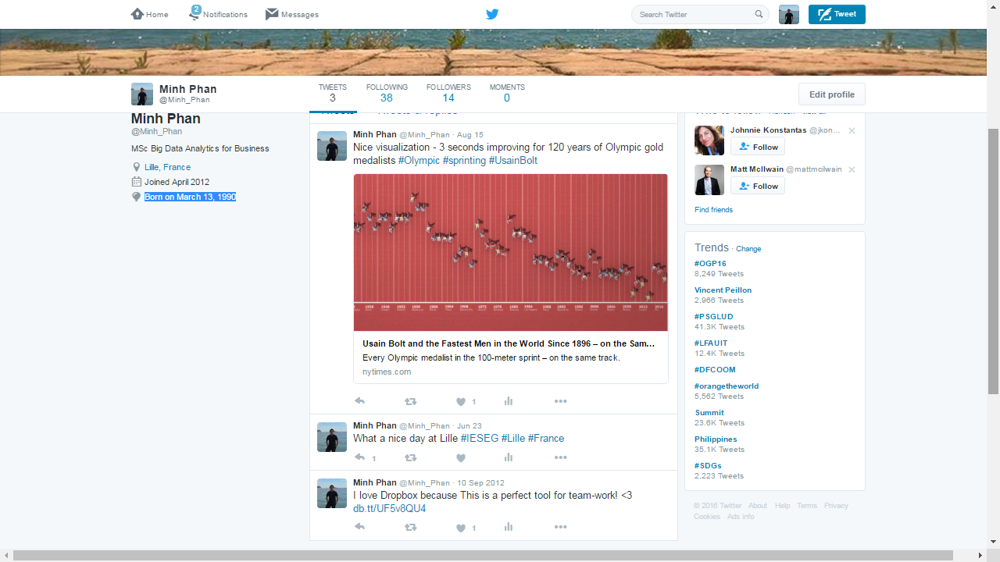 Home
2
Notifications
Messages
Search Twitter
Tweet
Minh Phan
@Minh_Phan
TWEETS
3
FOLLOWING
38
FOLLOWERS
14
MOMENTS
0
Edit profile
Minh Phan
@Minh_Phan
MSc Big Data Analytics for Business
Lille, France
Joined April 2012
Born on March 13, 1990
Minh Phan @Minh_Phan · Aug 15
Nice visualization - 3 seconds improving for 120 years of Olympic gold
medalists #Olympic #sprinting #UsainBolt
Usain Bolt and the Fastest Men in the World Since 1896 – on the Sam...
Every Olympic medalist in the 100-meter sprint – on the same track.
nytimes.com
1
Minh Phan @Minh_Phan · Jun 23
What a nice day at Lille #IESEG #Lille #France
1
Minh Phan @Minh_Phan · 10 Sep 2012
I love Dropbox because This is a perfect tool for team-work! <3
db.tt/UF5v8QU4
1
Johnnie Konstantas @jkon...
Follow
Matt McIlwain @mattmcilwain
Follow
Find friends
Trends · Change
#OGP16
8,249 Tweets
Vincent Peillon
2,966 Tweets
#PSGLUD
41.3K Tweets
#LFAUIT
12.4K Tweets
#DFCOOM
#orangetheworld
5,562 Tweets
Summit
23.6K Tweets
Philippines
35.1K Tweets
#SDGs
2,223 Tweets
© 2016 Twitter About Help Terms Privacy
Cookies Ads info